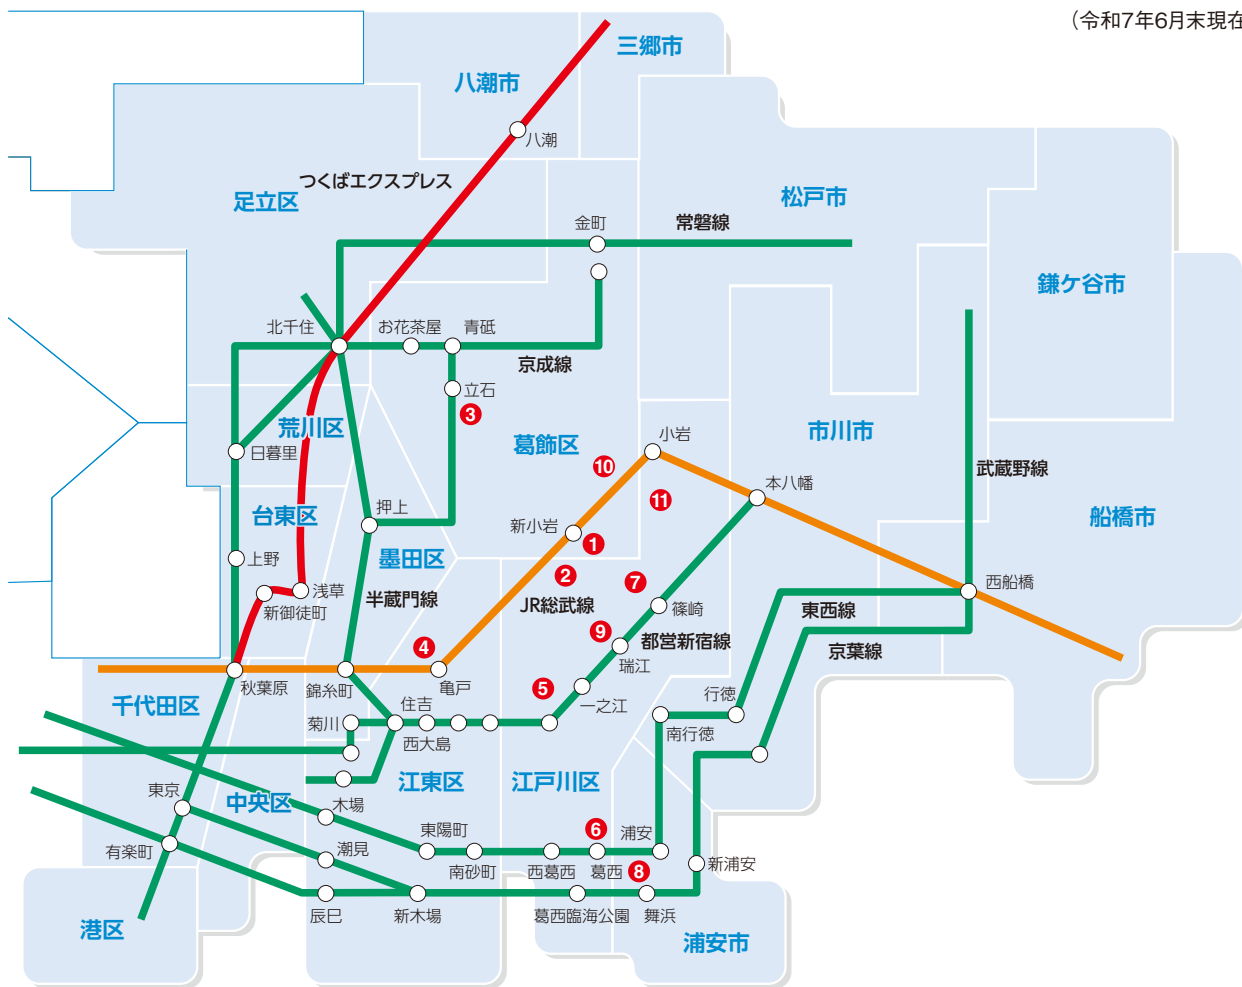 （令和7年6月末現在
三郷市
八潮市
八潮
つくばエクスプレス
足立区
松戸市
金町
常磐線
鎌ケ谷市
北千住
お花茶屋
青砥
京成線
立石
3
荒川区
葛飾区
小岩
市川市
日暮里
10
武蔵野線
11
本八幡
台東区
押上
新小岩
船橋市
1
墨田区
上野
2
7
西船橋
浅草
半蔵門線
JR総武線
篠崎
東西線
新御徒町
9
都営新宿線
4
瑞江
京葉線
秋葉原
錦糸町
亀戸
5
一之江
行徳
千代田区
菊川
住吉
西大島
南行徳
江東区
江戸川区
東京
中央区
木場
東陽町
6
浦安
有楽町
潮見
南砂町
西葛西
葛西
8
新浦安
辰巳
新木場
葛西臨海公園
舞浜
港区
浦安市